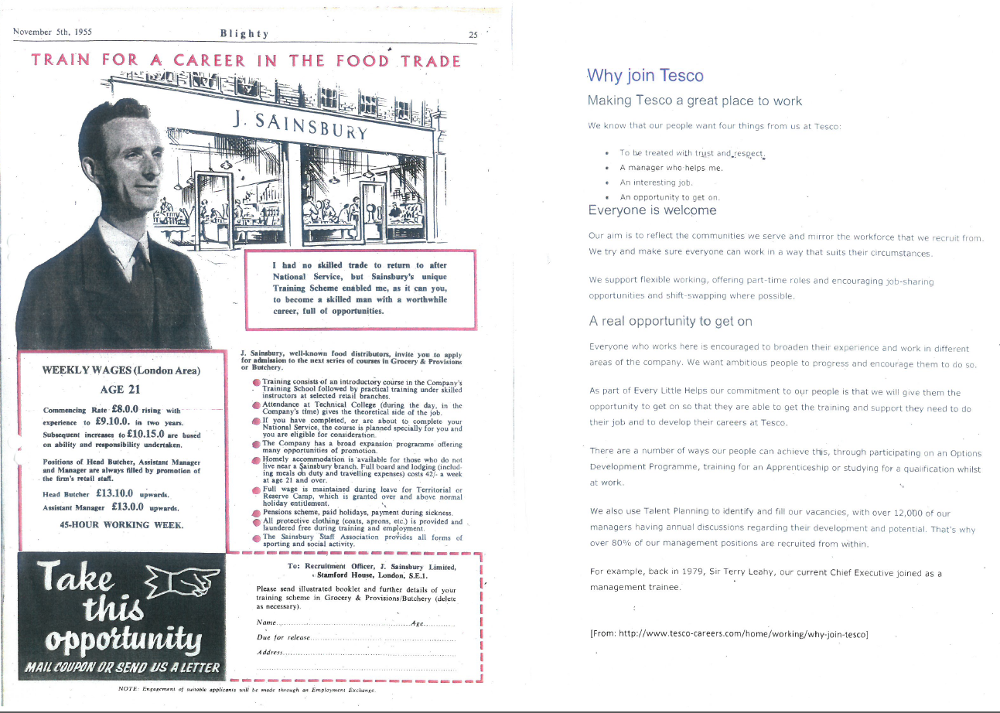 November 5th, 1955
Blighty
25
TRAIN FOR A CAREER IN THE FOOD TRADE
J. SAINSBURY
I had no skilled trade to return to after
National Service, but Sainsbury's unique
Training Scheme enabled me, as it can you,
to become a skilled man with a worthwhile
career, full of opportunities.
WEEKLY WAGES (London Area)
AGE 21
Commencing Rate £8.0.0 rising with
experience to £9.10.0. in two years.
Subsequent increases to £10.15.0 are based
on ability and responsibility undertaken.
Positions of Head Butcher, Assistant Manager
and Manager are always filled by promotion of
the firm's retail staff.
Head Butcher £13.10.0 upwards.
Assistant Manager £13.0.0 upwards.
45-HOUR WORKING WEEK.
J. Sainsbury, well-known food distributors, invite you to apply
for admission to the next series of courses in Grocery & Provisions
or Butchery.
Training consists of an introductory course in the Company's
Training School followed by practical training under skilled
instructors at selected retail branches.
Attendance at Technical College (during the day, in the
Company's time) gives the theoretical side of the job.
If you have completed, or are about to complete your
National Service, the course is planned specially for you and
you are eligible for consideration.
The Company has a broad expansion programme offering
many opportunities of promotion.
Homely accommodation is available for those who do not
live near a Sainsbury branch. Full board and lodging (includ-
ing meals on duty and travelling expenses) costs 42/- a week
at age 21 and over.
Full wage is maintained during leave for Territorial or
Reserve Camp, which is granted over and above normal
holiday entitlement.
Pensions scheme, paid holidays, payment during sickness.
All protective clothing (coats, aprons, etc.) is provided and
laundered free during training and employment.
The Sainsbury Staff Association provides all forms of
sporting and social activity.
Take
this
opportunity
MAIL COUPON OR SEND US A LETTER
To: Recruitment Officer, J. Sainsbury Limited,
Stamford House, London, S.E.1.
Please send illustrated booklet and further details of your
training scheme in Grocery & Provisions/Butchery (delete
as necessary).
Name.......Age.......
Due for release.......
Address.......
NOTE: Engagement of suitable applicants will be made through an Employment Exchange.
Why join Tesco
Making Tesco a great place to work
We know that our people want four things from us at Tesco:
• To be treated with trust and respect.
• A manager who helps me.
• An interesting job.
• An opportunity to get on.
Everyone is welcome
Our aim is to reflect the communities we serve and mirror the workforce that we recruit from.
We try and make sure everyone can work in a way that suits their circumstances.
We support flexible working, offering part-time roles and encouraging job-sharing
opportunities and shift-swapping where possible.
A real opportunity to get on
Everyone who works here is encouraged to broaden their experience and work in different
areas of the company. We want ambitious people to progress and encourage them to do so.
As part of Every Little Helps our commitment to our people is that we will give them the
opportunity to get on so that they are able to get the training and support they need to do
their job and to develop their careers at Tesco.
There are a number of ways our people can achieve this, through participating on an Options
Development Programme, training for an Apprenticeship or studying for a qualification whilst
at work.
We also use Talent Planning to identify and fill our vacancies, with over 12,000 of our
managers having annual discussions regarding their development and potential. That's why
over 80% of our management positions are recruited from within.
For example, back in 1979, Sir Terry Leahy, our current Chief Executive joined as a
management trainee.
[From: http://www.tesco-careers.com/home/working/why-join-tesco]